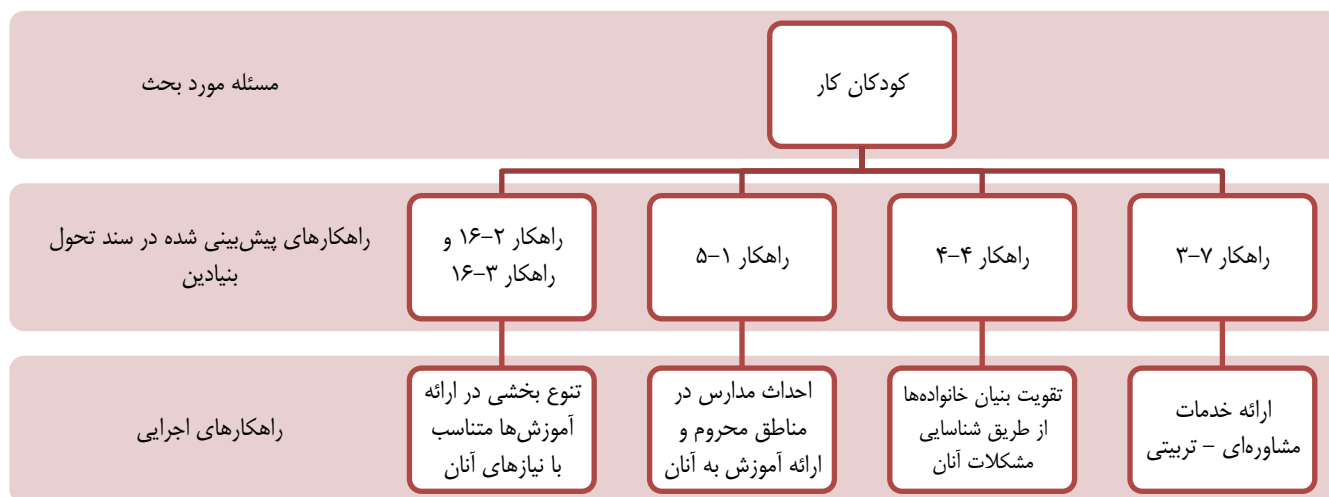 مسئله مورد بحث
کودکان کار
راهکارهای پیش‌بینی شده در سند تحول
بنیادین
راهکار ۷–۳
راهکار ۴–۴
راهکار ۱–۵
راهکار ۲–۱۶ و
راهکار ۳–۱۶
راهکارهای اجرایی
ارائه خدمات
مشاوره‌ای – تربیتی
تقویت بنیان خانواده‌ها
از طریق شناسایی
مشکلات آنان
احداث مدارس در
مناطق محروم و
ارائه آموزش به آنان
تنوع بخشی در ارائه
آموزش‌ها متناسب
با نیازهای آنان